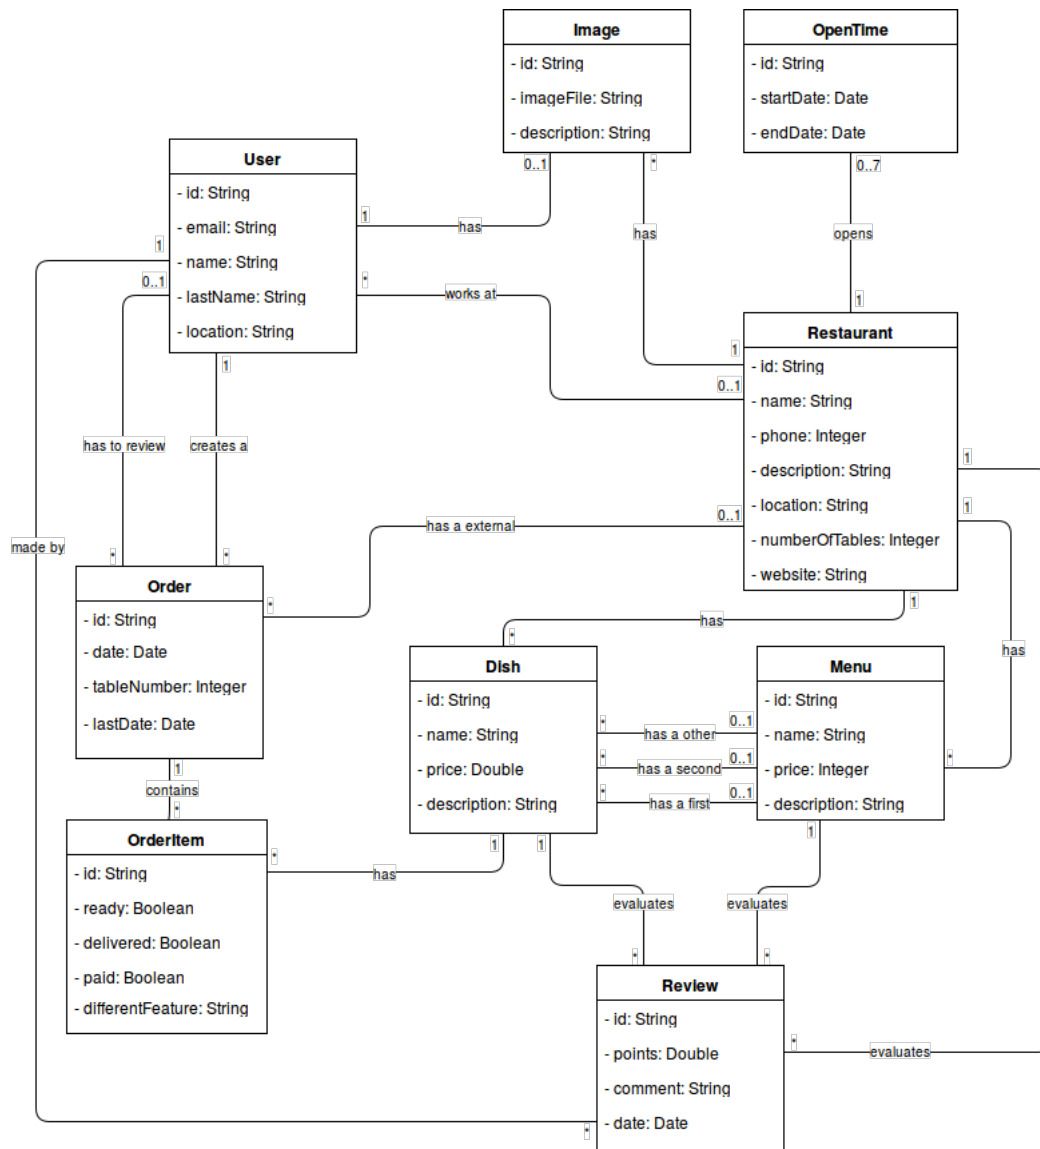 Image
- id: String
- imageFile: String
- description: String
OpenTime
- id: String
- startDate: Date
- endDate: Date
0..1
*
0..7
User
- id: String
- email: String
- name: String
- lastName: String
- location: String
1
has
has
opens
1
0..1
*
works at
1
1
0..1
Restaurant
- id: String
- name: String
- phone: Integer
- description: String
- location: String
- numberOfTables: Integer
- website: String
1
has to review
creates a
1
1
0..1
has a external
made by
*
*
*
Order
- id: String
- date: Date
- tableNumber: Integer
- lastDate: Date
1
has
*
has
Dish
- id: String
- name: String
- price: Double
- description: String
Menu
- id: String
- name: String
- price: Integer
- description: String
*
has a other
0..1
*
has a second
0..1
*
has a first
0..1
*
1
contains
*
OrderItem
- id: String
- ready: Boolean
- delivered: Boolean
- paid: Boolean
- differentFeature: String
*
has
1
1
1
evaluates
evaluates
*
*
Review
- id: String
- points: Double
- comment: String
- date: Date
*
evaluates
*